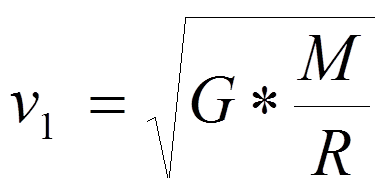 v₁ = √(G * M/R)